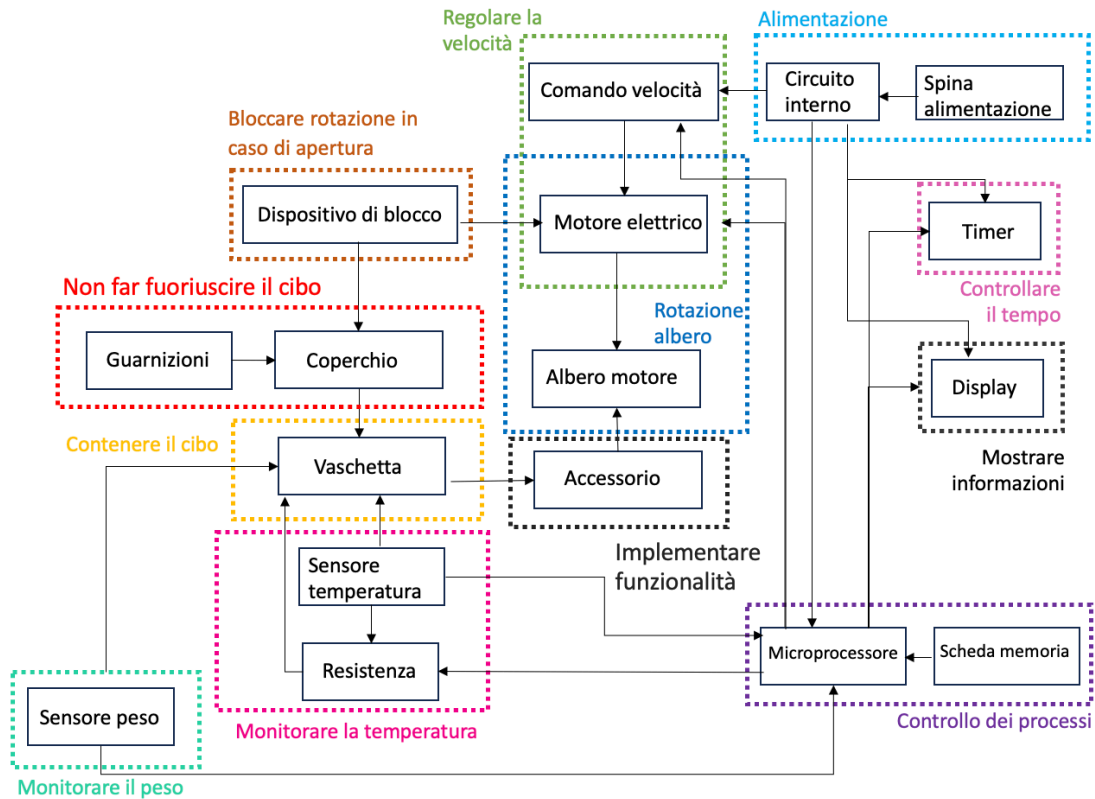 Regolare la
velocità
Alimentazione
Comando velocità
Circuito
interno
Spina
alimentazione
Bloccare rotazione in
caso di apertura
Dispositivo di blocco
Motore elettrico
Timer
Controllare
il tempo
Non far fuoriuscire il cibo
Rotazione
albero
Guarnizioni
Coperchio
Albero motore
Display
Contenere il cibo
Vaschetta
Accessorio
Mostrare
informazioni
Implementare
funzionalità
Sensore
temperatura
Resistenza
Microprocessore
Scheda memoria
Sensore peso
Monitorare la temperatura
Controllo dei processi
Monitorare il peso